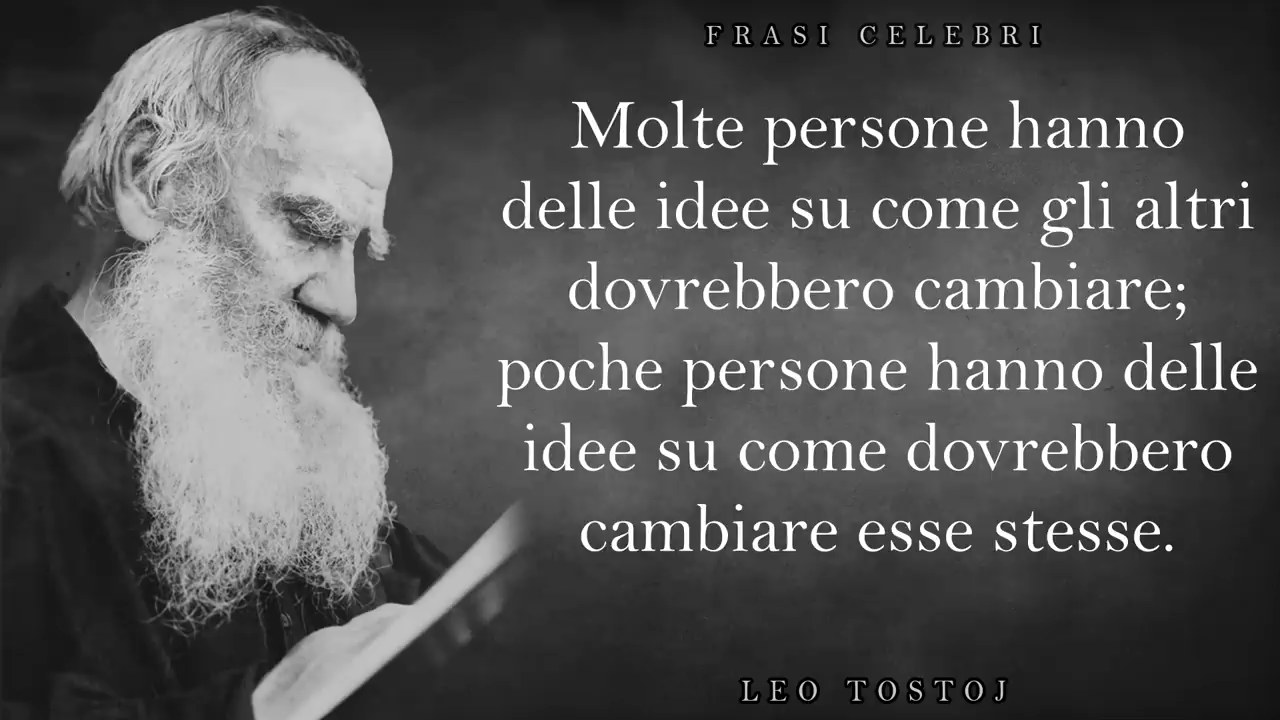 FRASI CELEBRI
Molte persone hanno
delle idee su come gli altri
dovrebbero cambiare;
poche persone hanno delle
idee su come dovrebbero
cambiare esse stesse.
LEO TOSTOJ